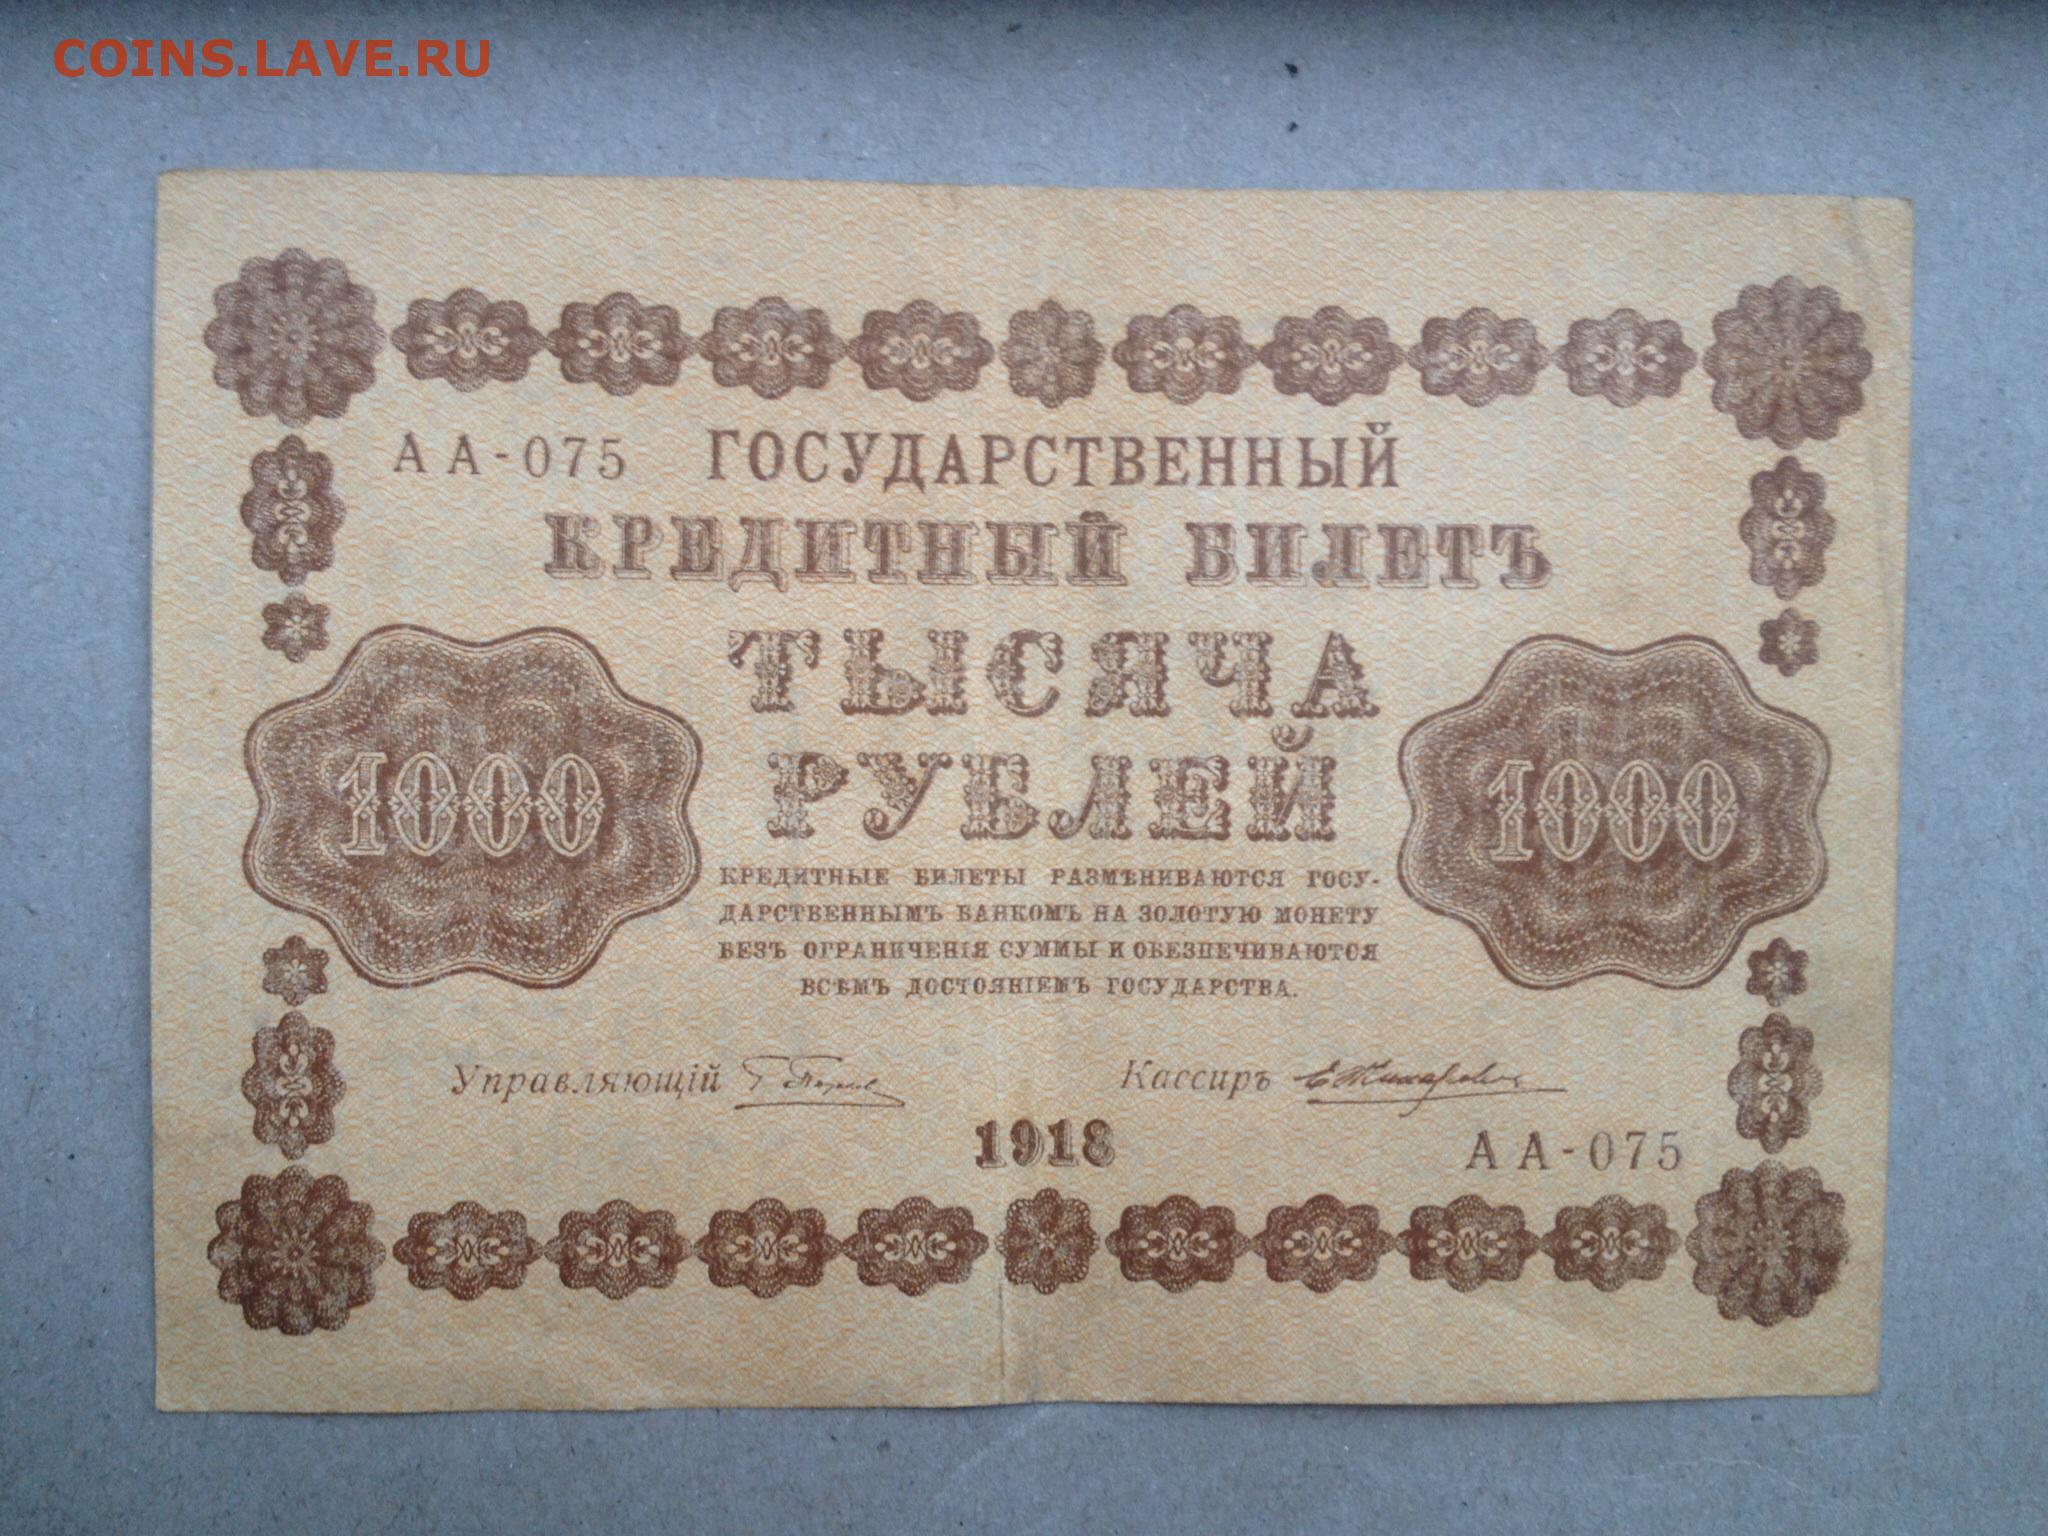 COINS.LAVE.RU
АА-075 ГОСУДАРСТВЕННЫЙ
КРЕДИТНЫЙ БИЛЕТЪ
ТЫСЯЧА
РУБЛЕЙ
1000 1000
КРЕДИТНЫЕ БИЛЕТЫ РАЗМѢНИВАЮТСЯ ГОСУ-
ДАРСТВЕННЫМЪ БАНКОМЪ НА ЗОЛОТУЮ МОНЕТУ
БЕЗЪ ОГРАНИЧЕНІЯ СУММЫ И ОБЕЗПЕЧИВАЮТСЯ
ВСѢМЪ ДОСТОЯНІЕМЪ ГОСУДАРСТВА.
Управляющій Кассиръ
1918 АА-075